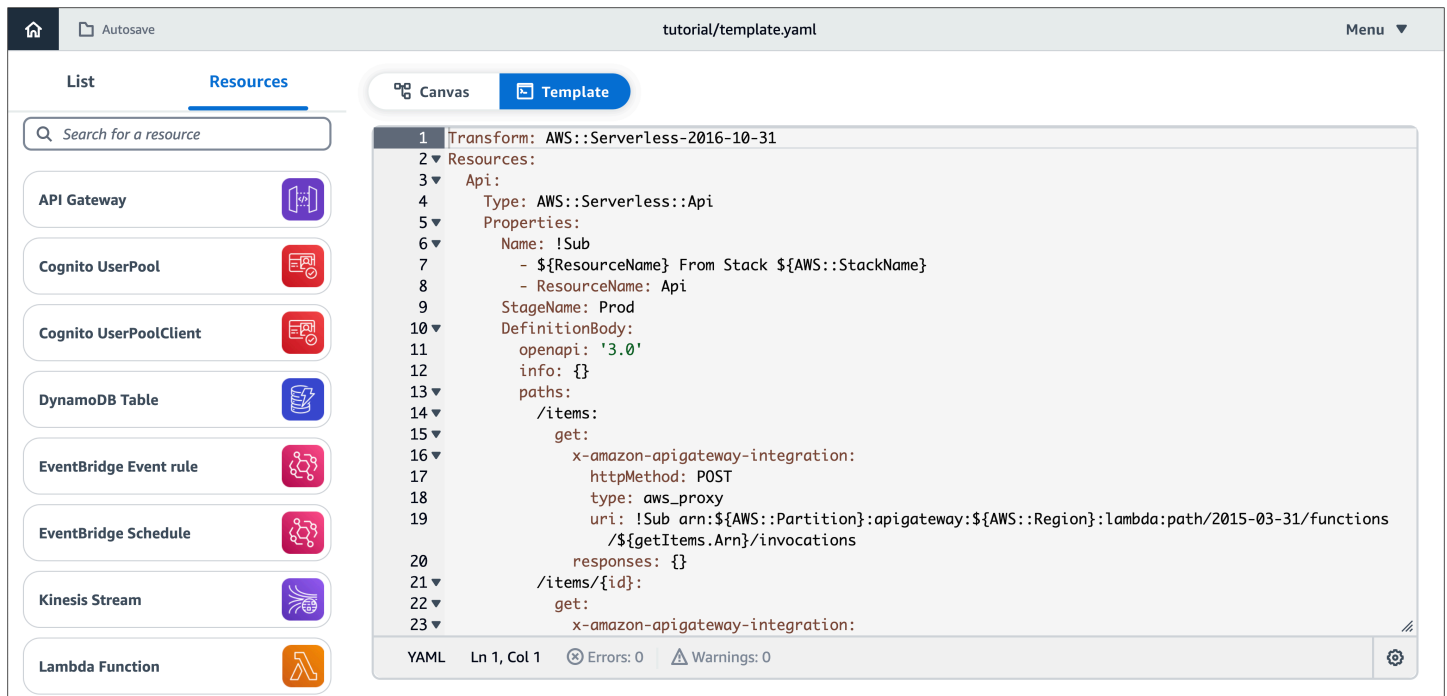 Autosave
tutorial/template.yaml
Menu
List
Resources
Search for a resource
API Gateway
Cognito UserPool
Cognito UserPoolClient
DynamoDB Table
EventBridge Event rule
EventBridge Schedule
Kinesis Stream
Lambda Function
Canvas
Template
1 Transform: AWS::Serverless-2016-10-31
2 Resources:
3 Api:
4 Type: AWS::Serverless::Api
5 Properties:
6 Name: !Sub
7 - ${ResourceName} From Stack ${AWS::StackName}
8 - ResourceName: Api
9 StageName: Prod
10 DefinitionBody:
11 openapi: '3.0'
12 info: {}
13 paths:
14 /items:
15 get:
16 x-amazon-apigateway-integration:
17 httpMethod: POST
18 type: aws_proxy
19 uri: !Sub arn:${AWS::Partition}:apigateway:${AWS::Region}:lambda:path/2015-03-31/functions
/${getItems.Arn}/invocations
20 responses: {}
21 /items/{id}:
22 get:
23 x-amazon-apigateway-integration:
YAML Ln 1, Col 1 Errors: 0 Warnings: 0